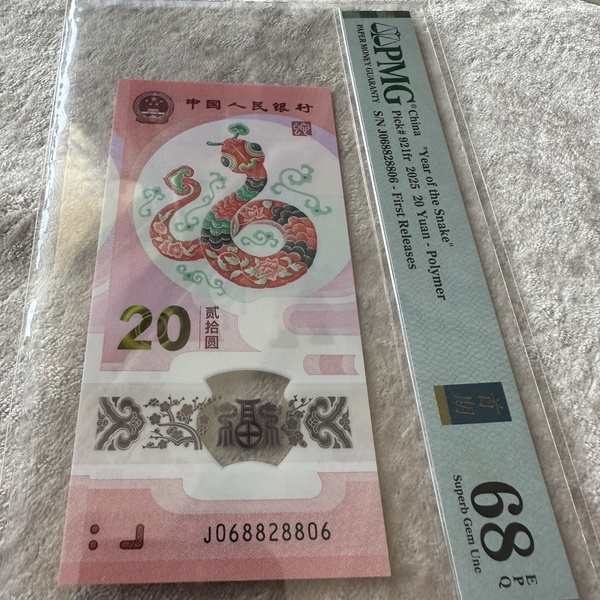 中国人民银行
20
贰拾圆
J068828806
PMG
PAPER MONEY GUARANTY
®China
"Year of the Snake"
Pick# 921fr 2025 20 Yuan - Polymer
S/N J068828806 - First Releases
首期
68
EPQ
Superb Gem Unc